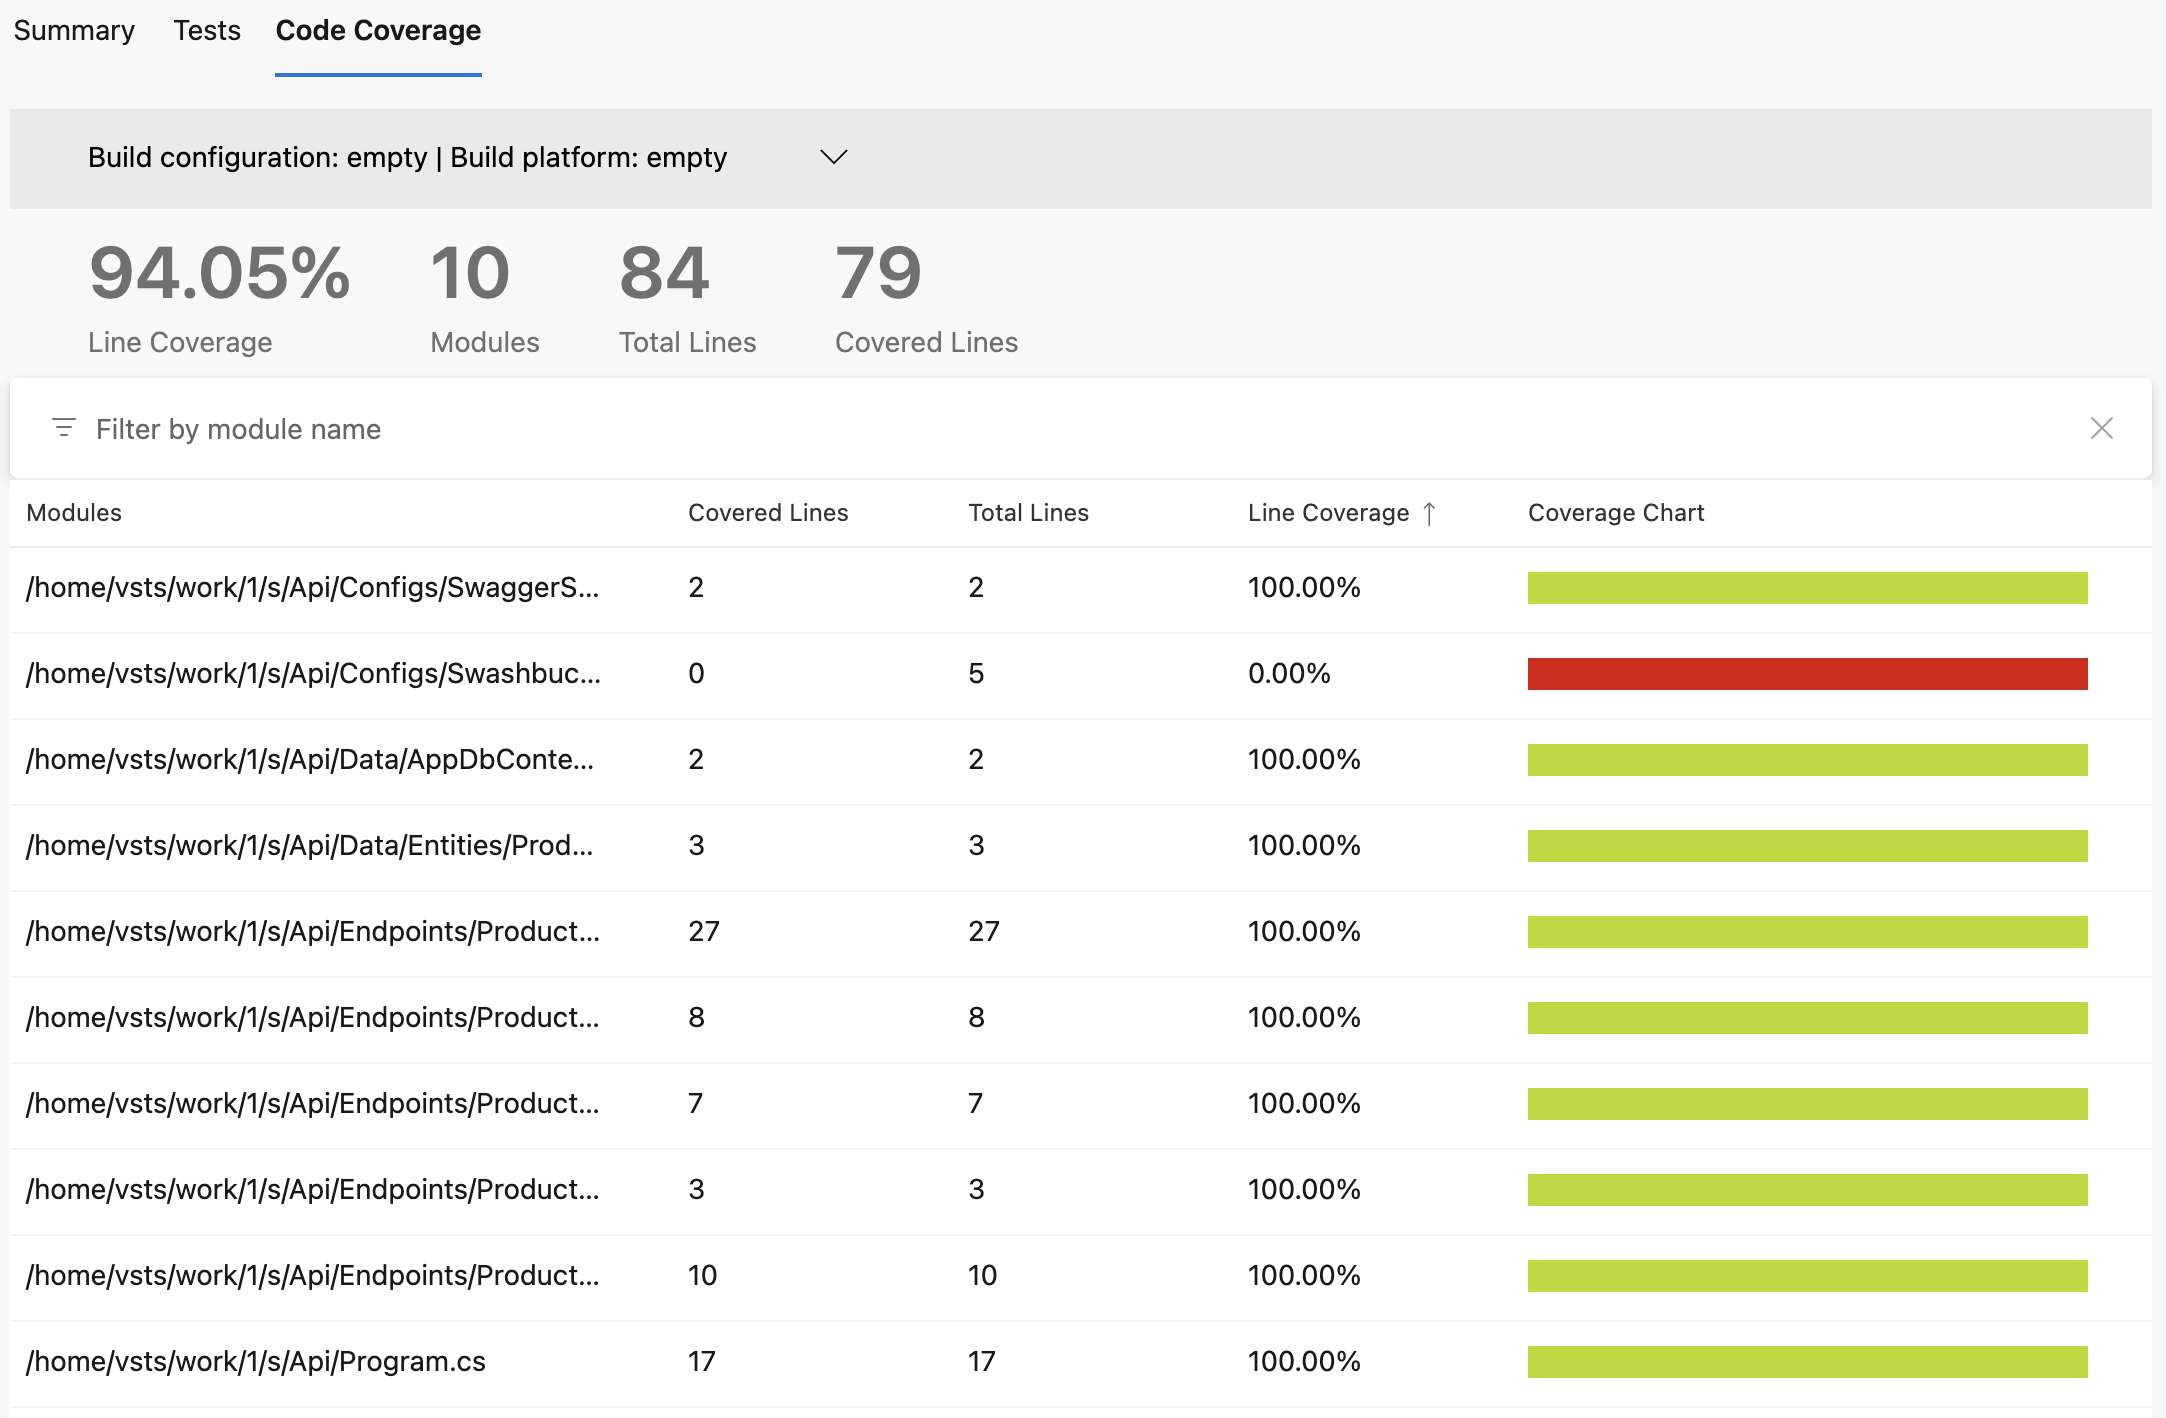 Summary Tests Code Coverage
Build configuration: empty | Build platform: empty
94.05% 10 84 79
Line Coverage Modules Total Lines Covered Lines
Filter by module name
Modules Covered Lines Total Lines Line Coverage ↑ Coverage Chart
/home/vsts/work/1/s/Api/Configs/SwaggerS... 2 2 100.00%
/home/vsts/work/1/s/Api/Configs/Swashbuc... 0 5 0.00%
/home/vsts/work/1/s/Api/Data/AppDbConte... 2 2 100.00%
/home/vsts/work/1/s/Api/Data/Entities/Prod... 3 3 100.00%
/home/vsts/work/1/s/Api/Endpoints/Product... 27 27 100.00%
/home/vsts/work/1/s/Api/Endpoints/Product... 8 8 100.00%
/home/vsts/work/1/s/Api/Endpoints/Product... 7 7 100.00%
/home/vsts/work/1/s/Api/Endpoints/Product... 3 3 100.00%
/home/vsts/work/1/s/Api/Endpoints/Product... 10 10 100.00%
/home/vsts/work/1/s/Api/Program.cs 17 17 100.00%